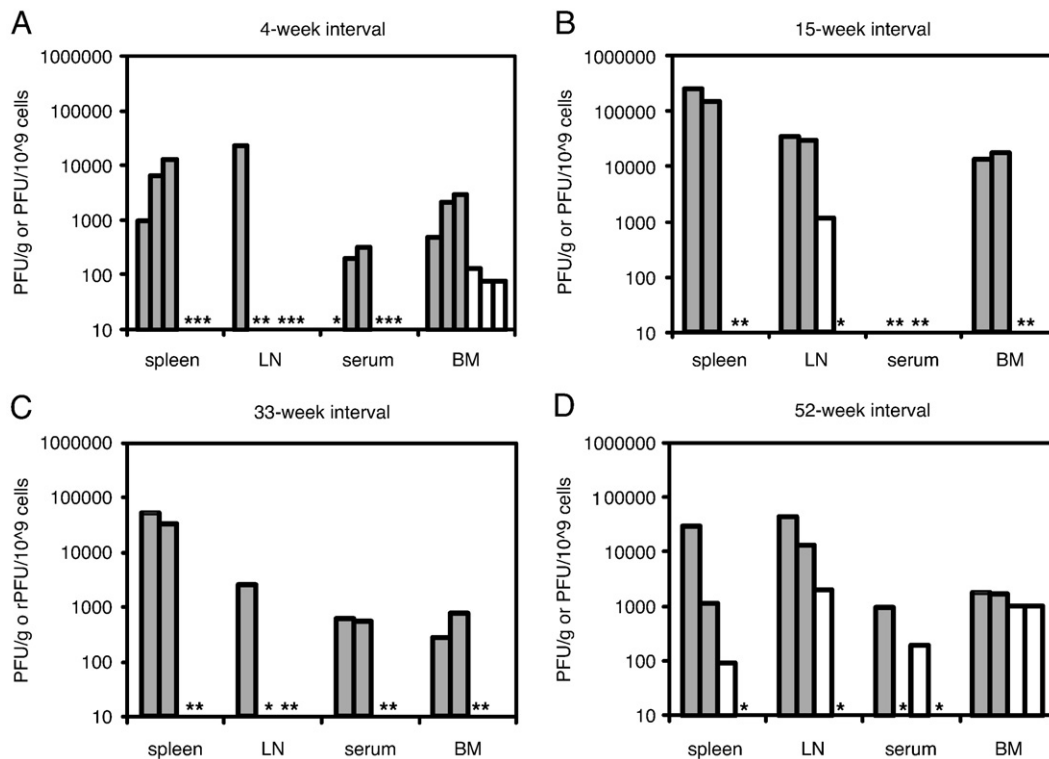 A
4-week interval
PFU/g or PFU/10^9 cells
1000000
100000
10000
1000
100
10
*** ** *** * ***
spleen LN serum BM
B
15-week interval
PFU/g or PFU/10^9 cells
1000000
100000
10000
1000
100
10
** * ** ** **
spleen LN serum BM
C
33-week interval
PFU/g or rPFU/10^9 cells
1000000
100000
10000
1000
100
10
** * ** ** **
spleen LN serum BM
D
52-week interval
PFU/g or PFU/10^9 cells
1000000
100000
10000
1000
100
10
* * * *
spleen LN serum BM